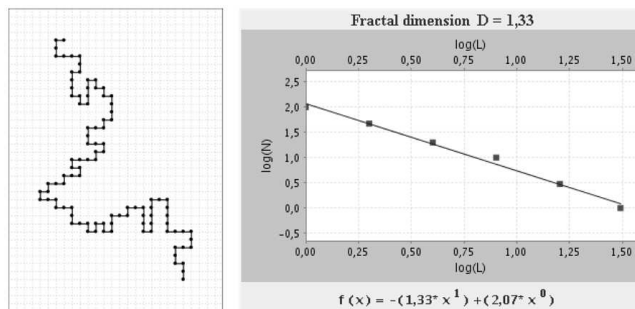 Fractal dimension D = 1,33
log(L)
0,00 0,25 0,50 0,75 1,00 1,25 1,50
2,5
2,0
1,5
1,0
0,5
0,0
-0,5
log(N)
0,00 0,25 0,50 0,75 1,00 1,25 1,50
log(L)
f (x) = -(1,33* x^1) +(2,07* x^0)